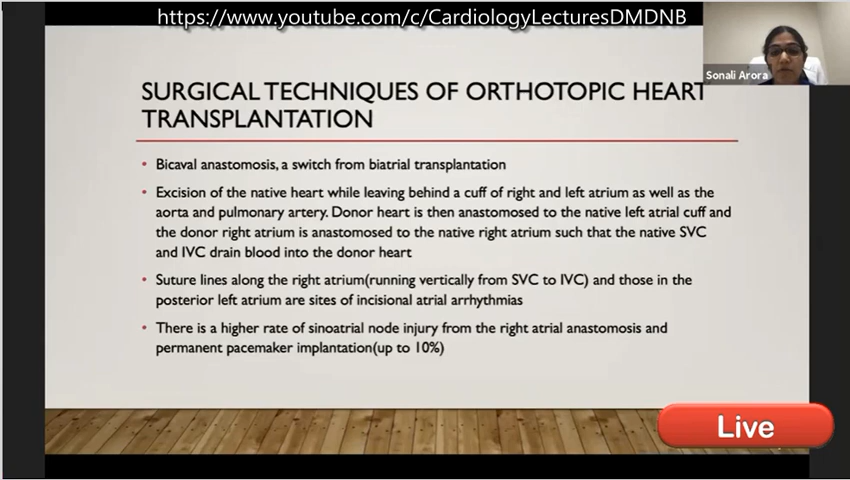 https://www.youtube.com/c/CardiologyLecturesDMDNB
Sonali Arora
SURGICAL TECHNIQUES OF ORTHOTOPIC HEART
TRANSPLANTATION
• Bicaval anastomosis, a switch from biatrial transplantation
• Excision of the native heart while leaving behind a cuff of right and left atrium as well as the
aorta and pulmonary artery. Donor heart is then anastomosed to the native left atrial cuff and
the donor right atrium is anastomosed to the native right atrium such that the native SVC
and IVC drain blood into the donor heart
• Suture lines along the right atrium(running vertically from SVC to IVC) and those in the
posterior left atrium are sites of incisional atrial arrhythmias
• There is a higher rate of sinoatrial node injury from the right atrial anastomosis and
permanent pacemaker implantation(up to 10%)
Live